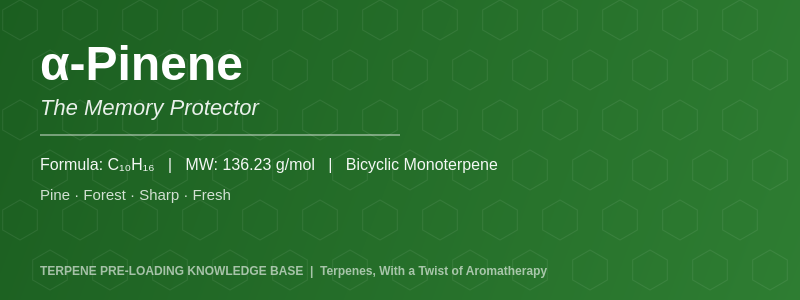 α-Pinene
The Memory Protector
Formula: C₁₀H₁₆ | MW: 136.23 g/mol | Bicyclic Monoterpene
Pine · Forest · Sharp · Fresh
TERPENE PRE-LOADING KNOWLEDGE BASE | Terpenes, With a Twist of Aromatherapy